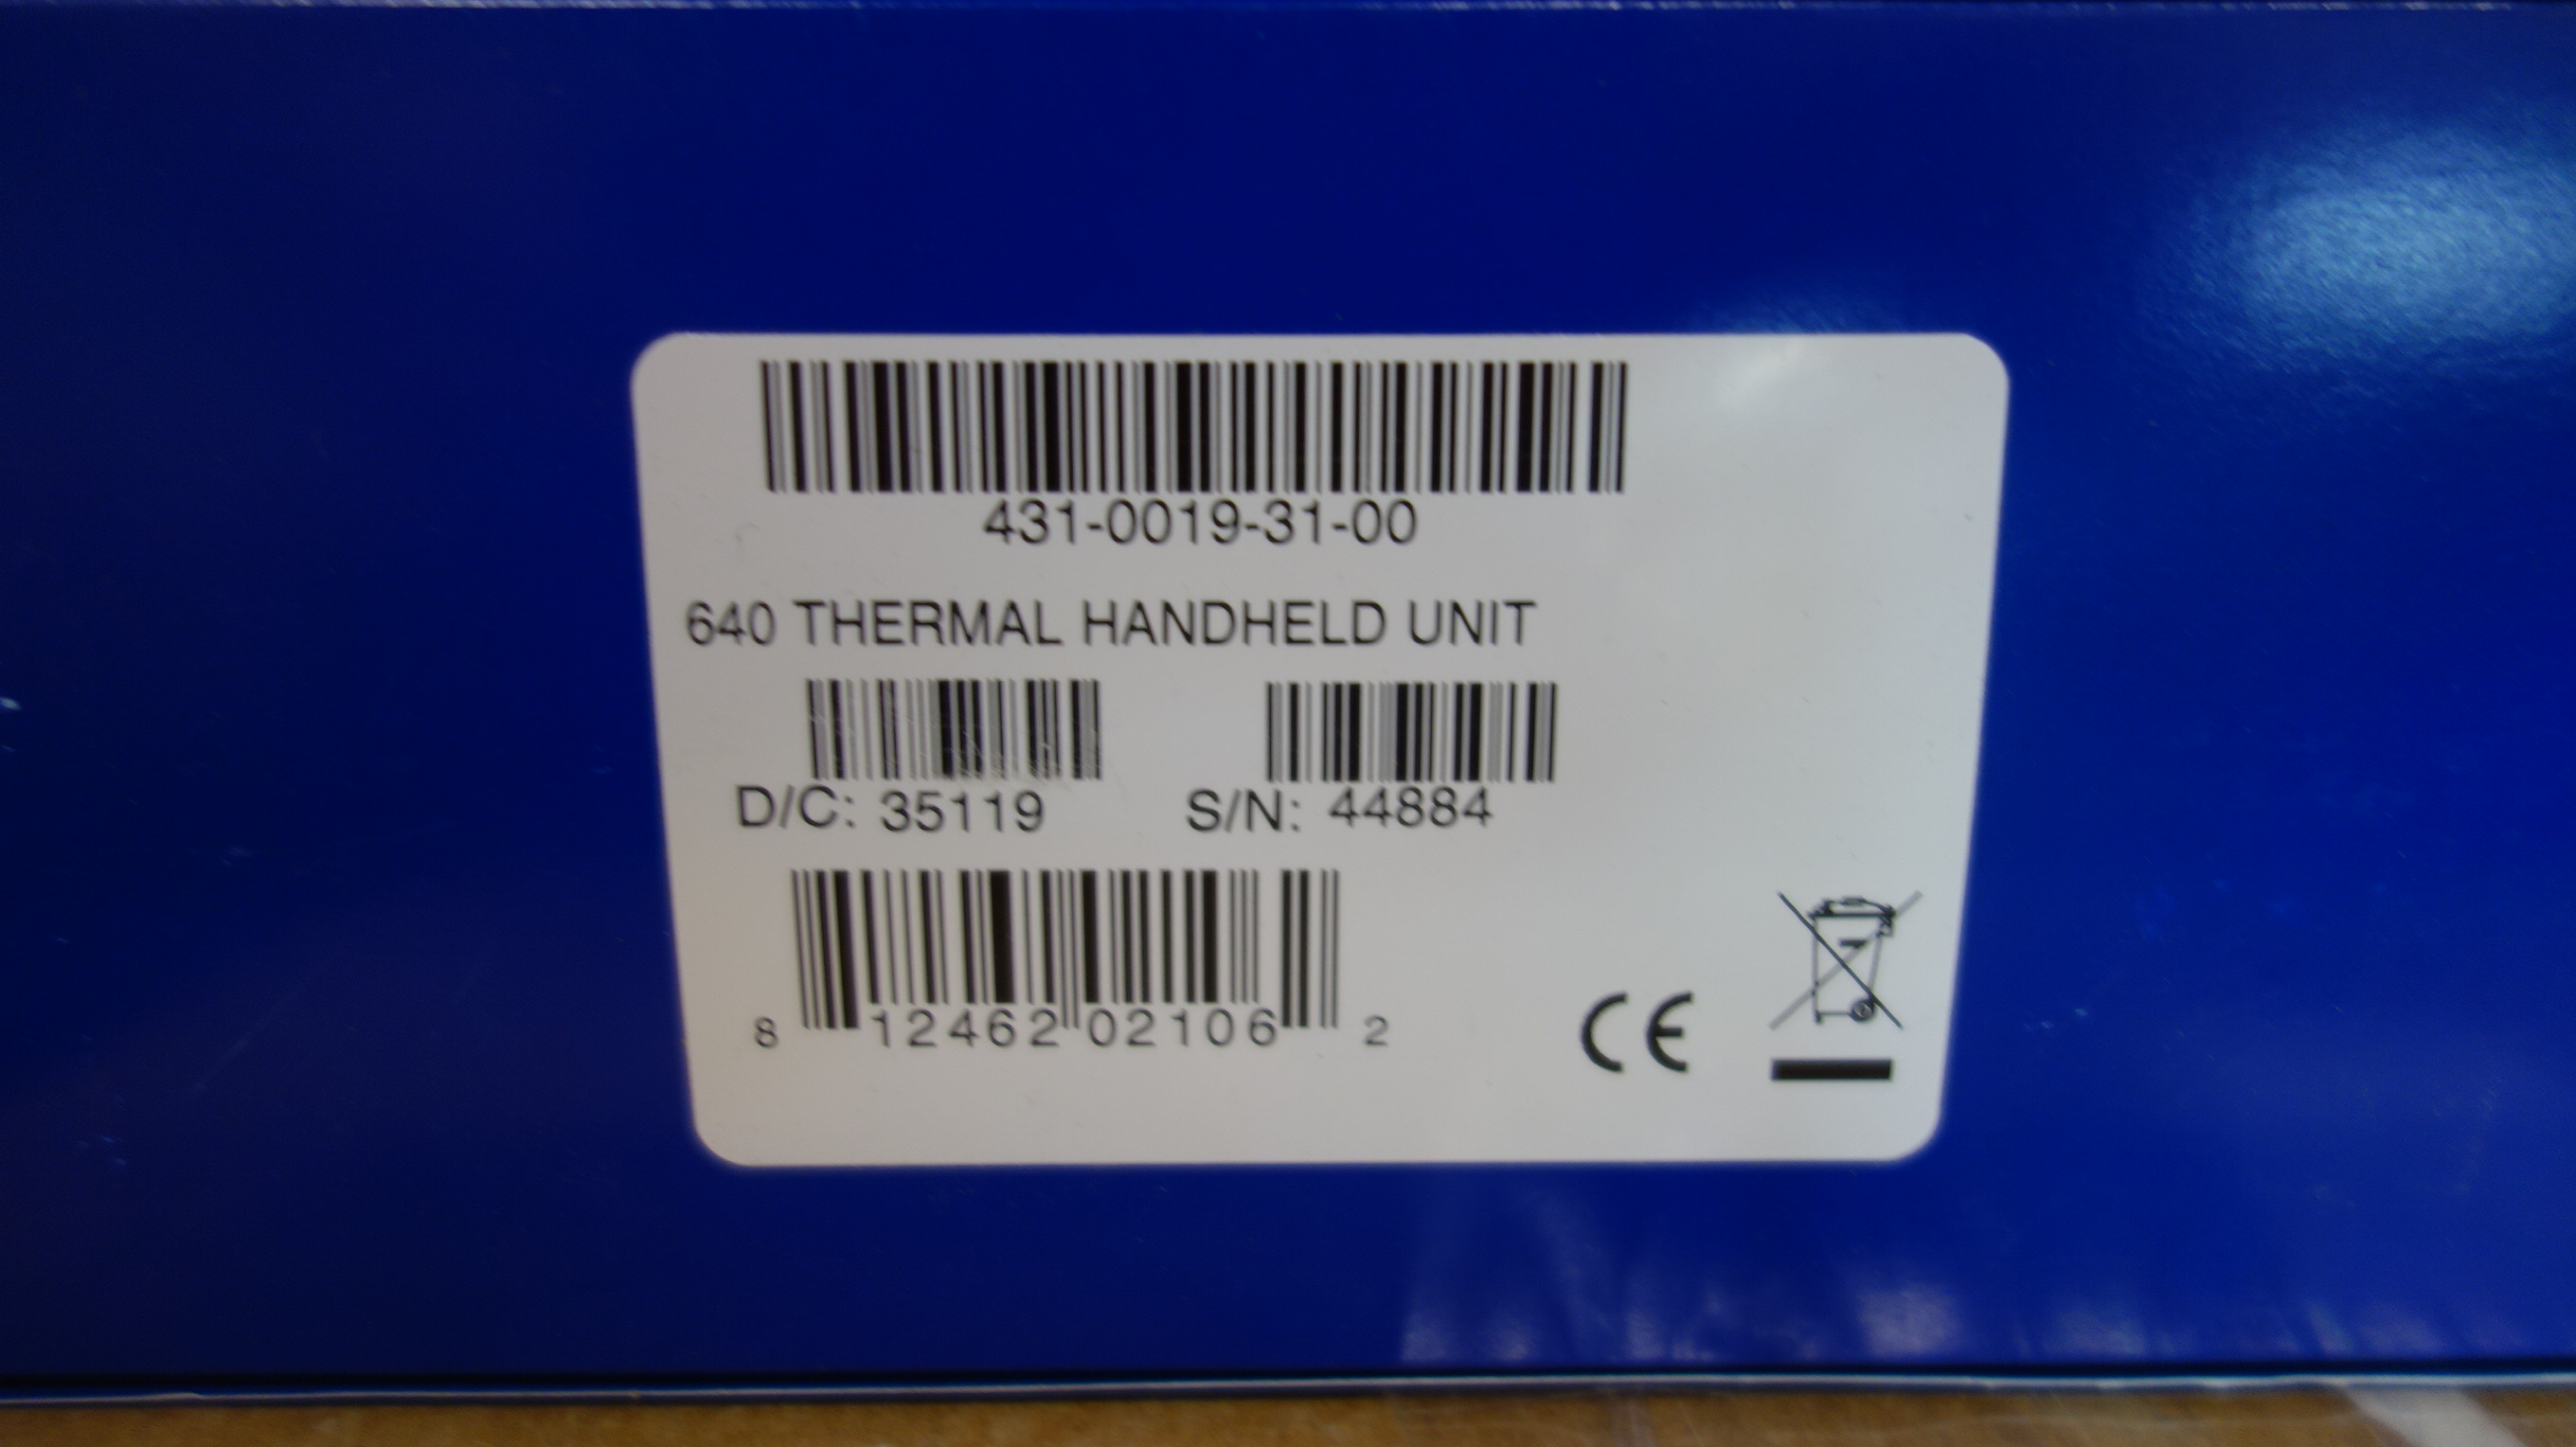 431-0019-31-00
640 THERMAL HANDHELD UNIT
D/C: 35119 S/N: 44884
8 12462 02106 2
CE